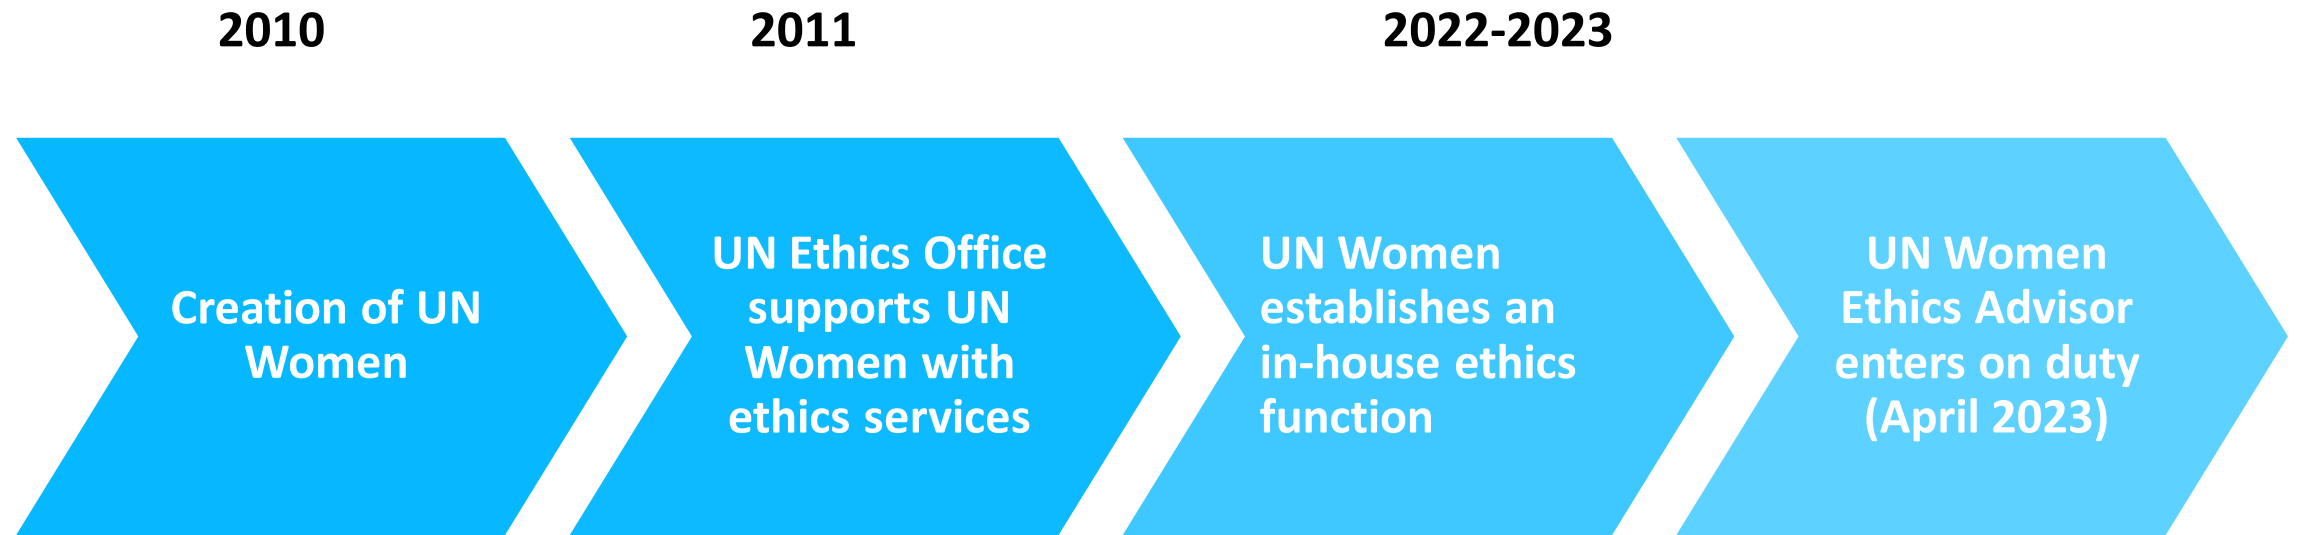 2010
2011
2022-2023
Creation of UN
Women
UN Ethics Office
supports UN
Women with
ethics services
UN Women
establishes an
in-house ethics
function
UN Women
Ethics Advisor
enters on duty
(April 2023)